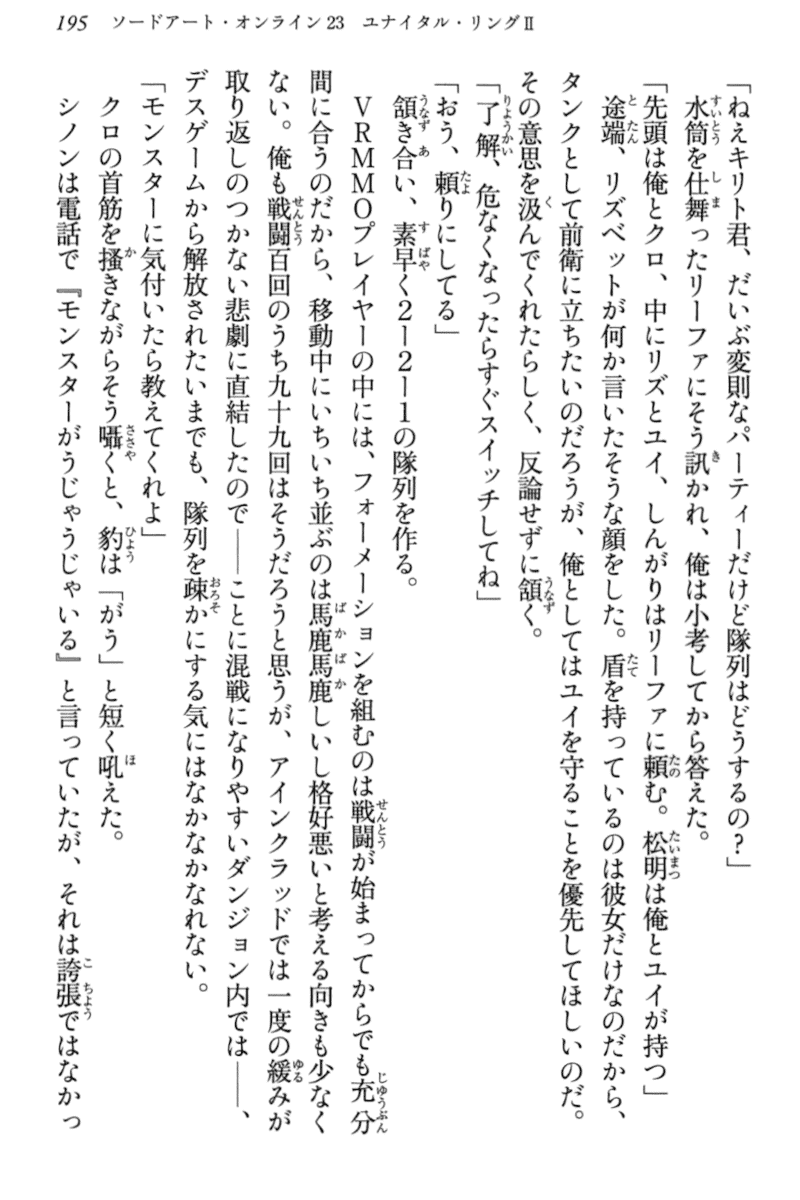 195 ソードアート・オンライン23 ユナイタル・リングⅡ
「ねえキリト君、だいぶ変則なパーティーだけど隊列はどうするの？」
水筒を仕舞ったリーファにそう訊かれ、俺は小考してから答えた。
「先頭は俺とクロ、中にリズとユイ、しんがりはリーファに頼む。松明は俺とユイが持つ」
途端、リズベットが何か言いたそうな顔をした。盾を持っているのは彼女だけなのだから、
タンクとして前衛に立ちたいのだろうが、俺としてはユイを守ることを優先してほしいのだ。
その意思を汲んでくれたらしく、反論せずに頷く。
「了解、危なくなったらすぐスイッチしてね」
「おう、頼りにしてる」
頷き合い、素早く2ー2ー1の隊列を作る。
ＶＲＭＭＯプレイヤーの中には、フォーメーションを組むのは戦闘が始まってからでも充分
間に合うのだから、移動中にいちいち並ぶのは馬鹿馬鹿しいし格好悪いと考える向きも少なく
ない。俺も戦闘百回のうち九十九回はそうだろうと思うが、アインクラッドでは一度の緩みが
取り返しのつかない悲劇に直結したので――ことに混戦になりやすいダンジョン内では――、
デスゲームから解放されたいまでも、隊列を疎かにする気にはなかなかなれない。
「モンスターに気付いたら教えてくれよ」
クロの首筋を掻きながらそう囁くと、豹は「がう」と短く吼えた。
シノンは電話で『モンスターがうじゃうじゃいる』と言っていたが、それは誇張ではなかっ